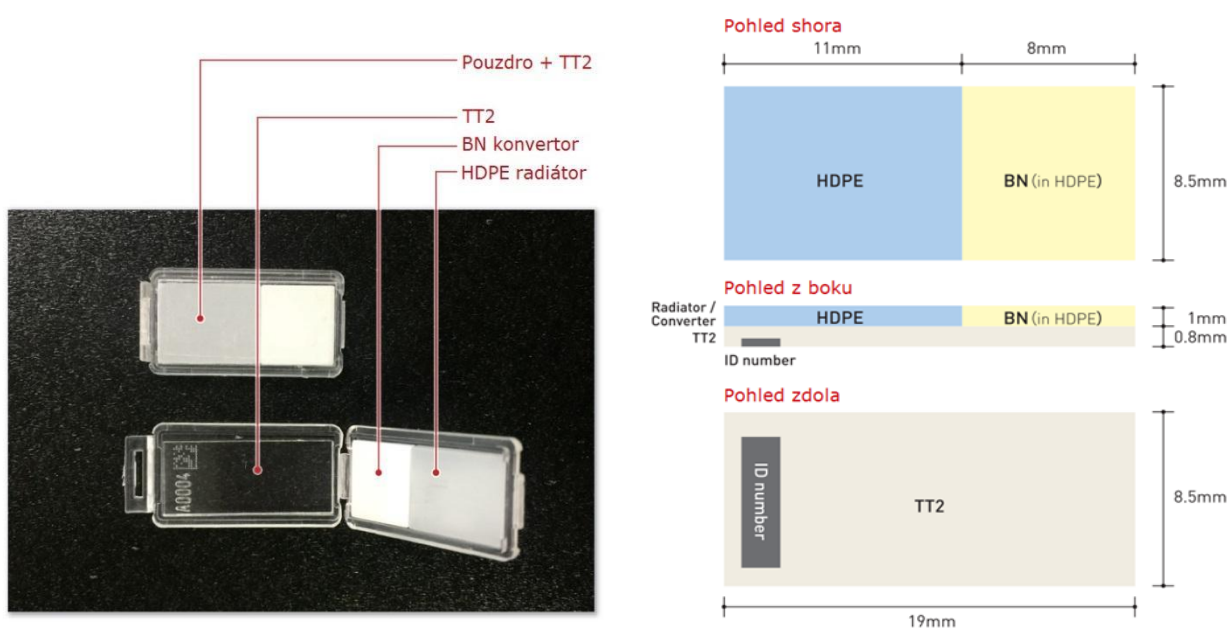 Pouzdro + TT2
TT2
BN konvertor
HDPE radiátor
A0004
Pohled shora
11mm
8mm
HDPE
BN (in HDPE)
8.5mm
Pohled z boku
Radiator /
Converter
TT2
HDPE
BN (in HDPE)
1mm
0.8mm
ID number
Pohled zdola
ID number
TT2
8.5mm
19mm